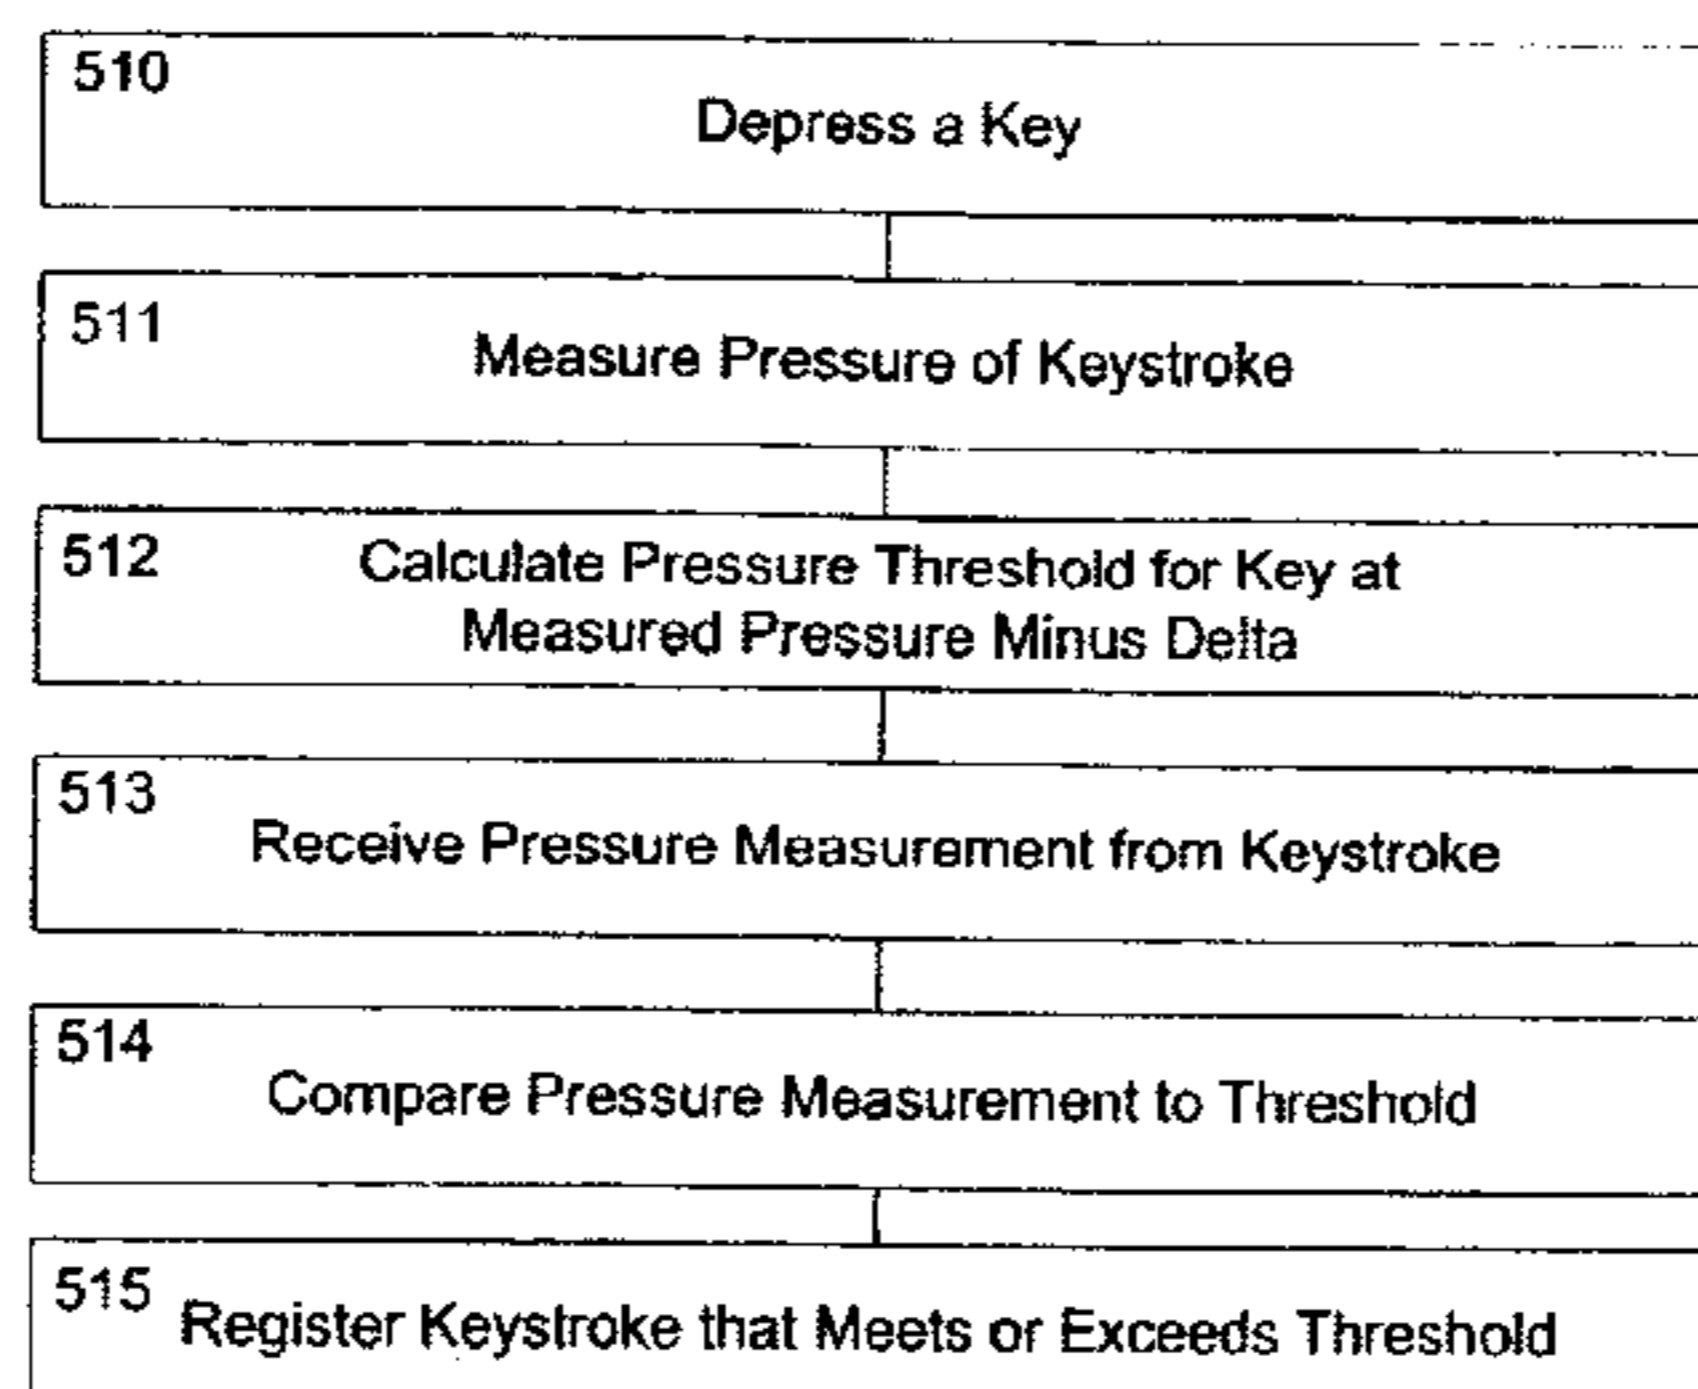 510
Depress a Key
511
Measure Pressure of Keystroke
512
Calculate Pressure Threshold for Key at
Measured Pressure Minus Delta
513
Receive Pressure Measurement from Keystroke
514
Compare Pressure Measurement to Threshold
515
Register Keystroke that Meets or Exceeds Threshold